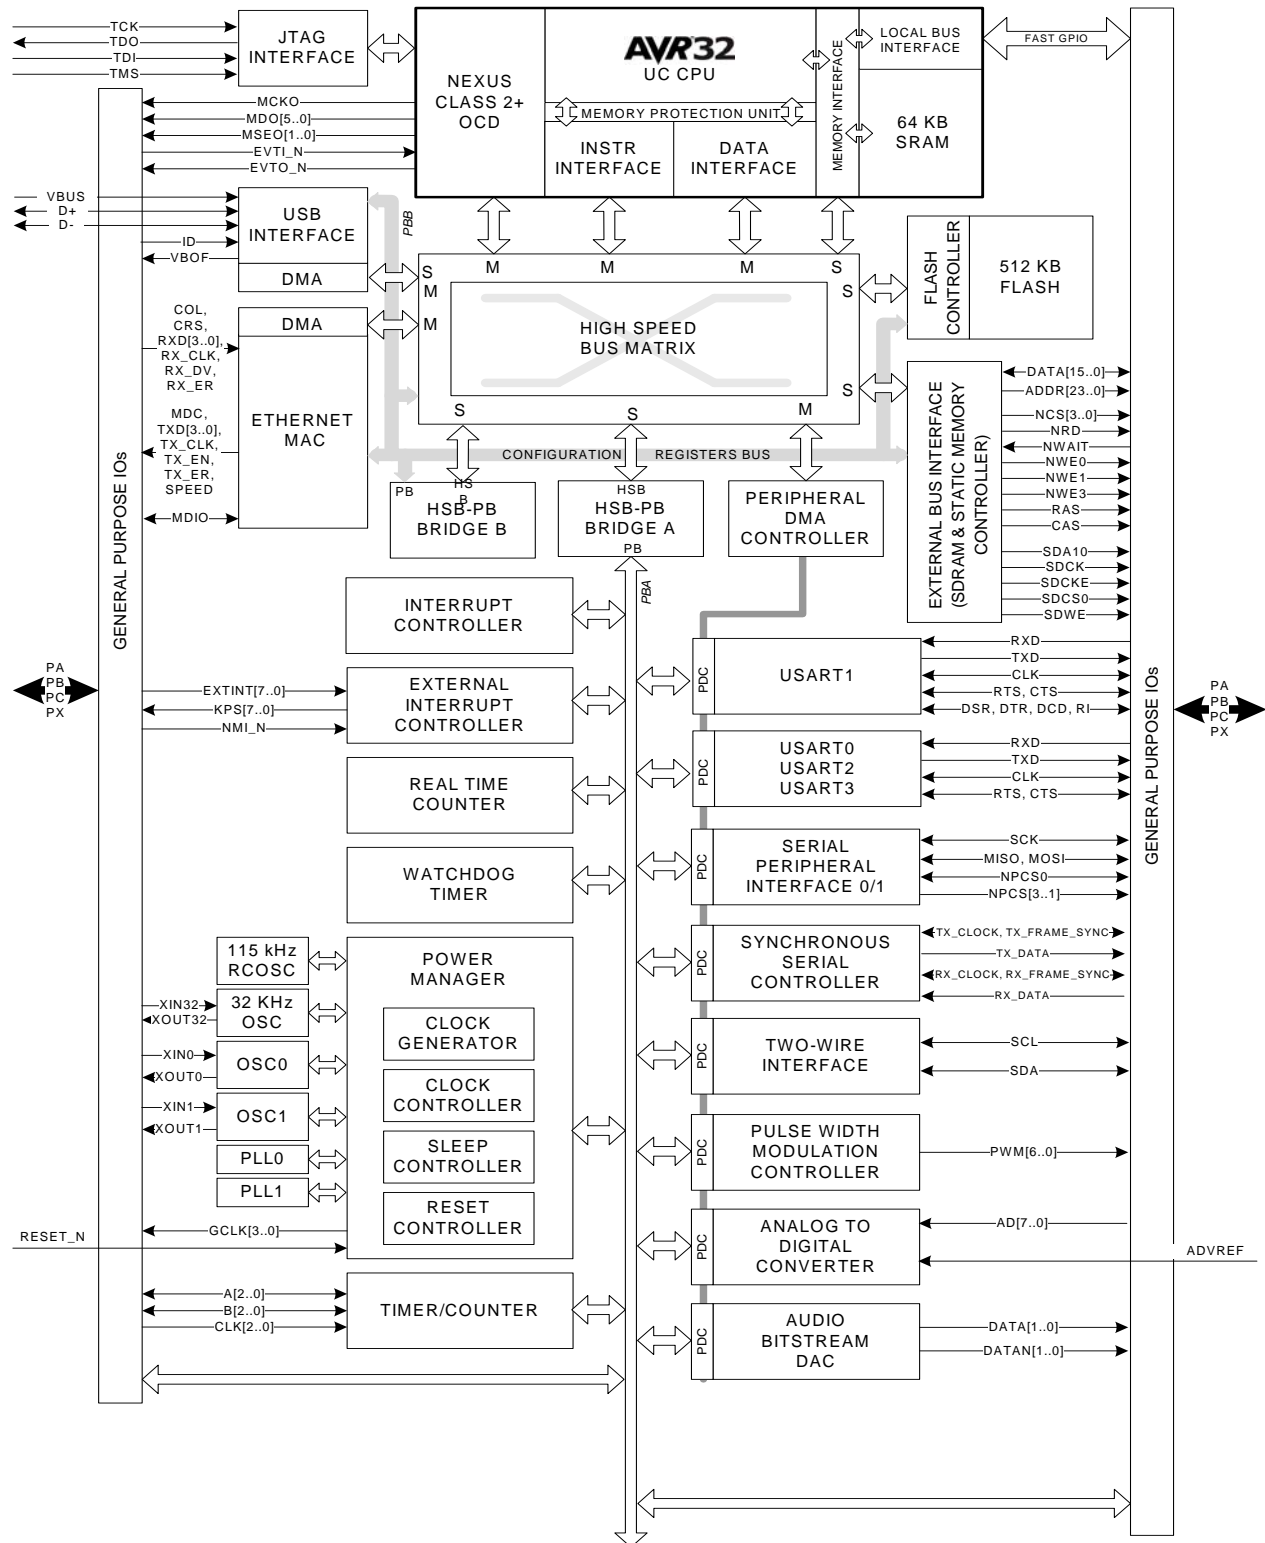 TCK
TDO
TDI
TMS
JTAG
INTERFACE
NEXUS
CLASS 2+
OCD
AVR32
UC CPU
MEMORY PROTECTION UNIT
INSTR
INTERFACE
DATA
INTERFACE
MEMORY INTERFACE
LOCAL BUS
INTERFACE
64 KB
SRAM
FAST GPIO
MCKO
MDO[5..0]
MSEO[1..0]
EVTI_N
EVTO_N
VBUS
D+
D-
ID
VBOF
USB
INTERFACE
DMA
PBB
S
M
M
M
M
M
S
S
S
S
S
M
HIGH SPEED
BUS MATRIX
FLASH
CONTROLLER
512 KB
FLASH
COL,
CRS,
RXD[3..0],
RX_CLK,
RX_DV,
RX_ER
MDC,
TXD[3..0],
TX_CLK,
TX_EN,
TX_ER,
SPEED
MDIO
DMA
ETHERNET
MAC
CONFIGURATION REGISTERS BUS
PB
HS
B
HSB-PB
BRIDGE B
HSB
HSB-PB
BRIDGE A
PB
PBA
PERIPHERAL
DMA
CONTROLLER
EXTERNAL BUS INTERFACE
(SDRAM & STATIC MEMORY
CONTROLLER)
DATA[15..0]
ADDR[23..0]
NCS[3..0]
NRD
NWAIT
NWE0
NWE1
NWE3
RAS
CAS
SDA10
SDCK
SDCKE
SDCS0
SDWE
GENERAL PURPOSE IOs
GENERAL PURPOSE IOs
PA
PB
PC
PX
PA
PB
PC
PX
INTERRUPT
CONTROLLER
EXTINT[7..0]
KPS[7..0]
NMI_N
EXTERNAL
INTERRUPT
CONTROLLER
REAL TIME
COUNTER
WATCHDOG
TIMER
115 kHz
RCOSC
XIN32
XOUT32
32 KHz
OSC
XIN0
XOUT0
OSC0
XIN1
XOUT1
OSC1
PLL0
PLL1
GCLK[3..0]
RESET_N
POWER
MANAGER
CLOCK
GENERATOR
CLOCK
CONTROLLER
SLEEP
CONTROLLER
RESET
CONTROLLER
A[2..0]
B[2..0]
CLK[2..0]
TIMER/COUNTER
PDC
USART1
RXD
TXD
CLK
RTS, CTS
DSR, DTR, DCD, RI
PDC
USART0
USART2
USART3
RXD
TXD
CLK
RTS, CTS
PDC
SERIAL
PERIPHERAL
INTERFACE 0/1
SCK
MISO, MOSI
NPCS0
NPCS[3..1]
PDC
SYNCHRONOUS
SERIAL
CONTROLLER
TX_CLOCK, TX_FRAME_SYNC
TX_DATA
RX_CLOCK, RX_FRAME_SYNC
RX_DATA
PDC
TWO-WIRE
INTERFACE
SCL
SDA
PDC
PULSE WIDTH
MODULATION
CONTROLLER
PWM[6..0]
PDC
ANALOG TO
DIGITAL
CONVERTER
AD[7..0]
ADVREF
PDC
AUDIO
BITSTREAM
DAC
DATA[1..0]
DATAN[1..0]